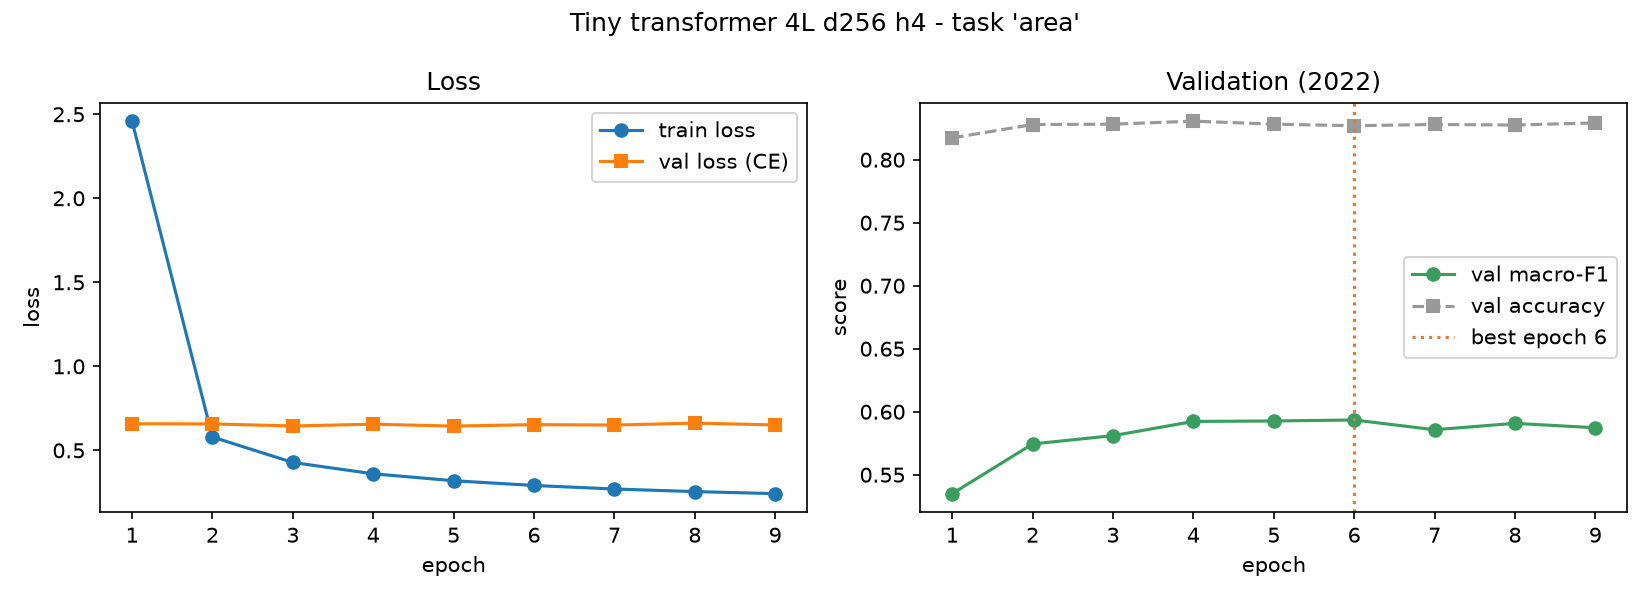 Tiny transformer 4L d256 h4 - task 'area'
Loss
2.5
2.0
1.5
1.0
0.5
loss
train loss
val loss (CE)
1 2 3 4 5 6 7 8 9
epoch
Validation (2022)
0.80
0.75
0.70
0.65
0.60
0.55
score
val macro-F1
val accuracy
best epoch 6
1 2 3 4 5 6 7 8 9
epoch